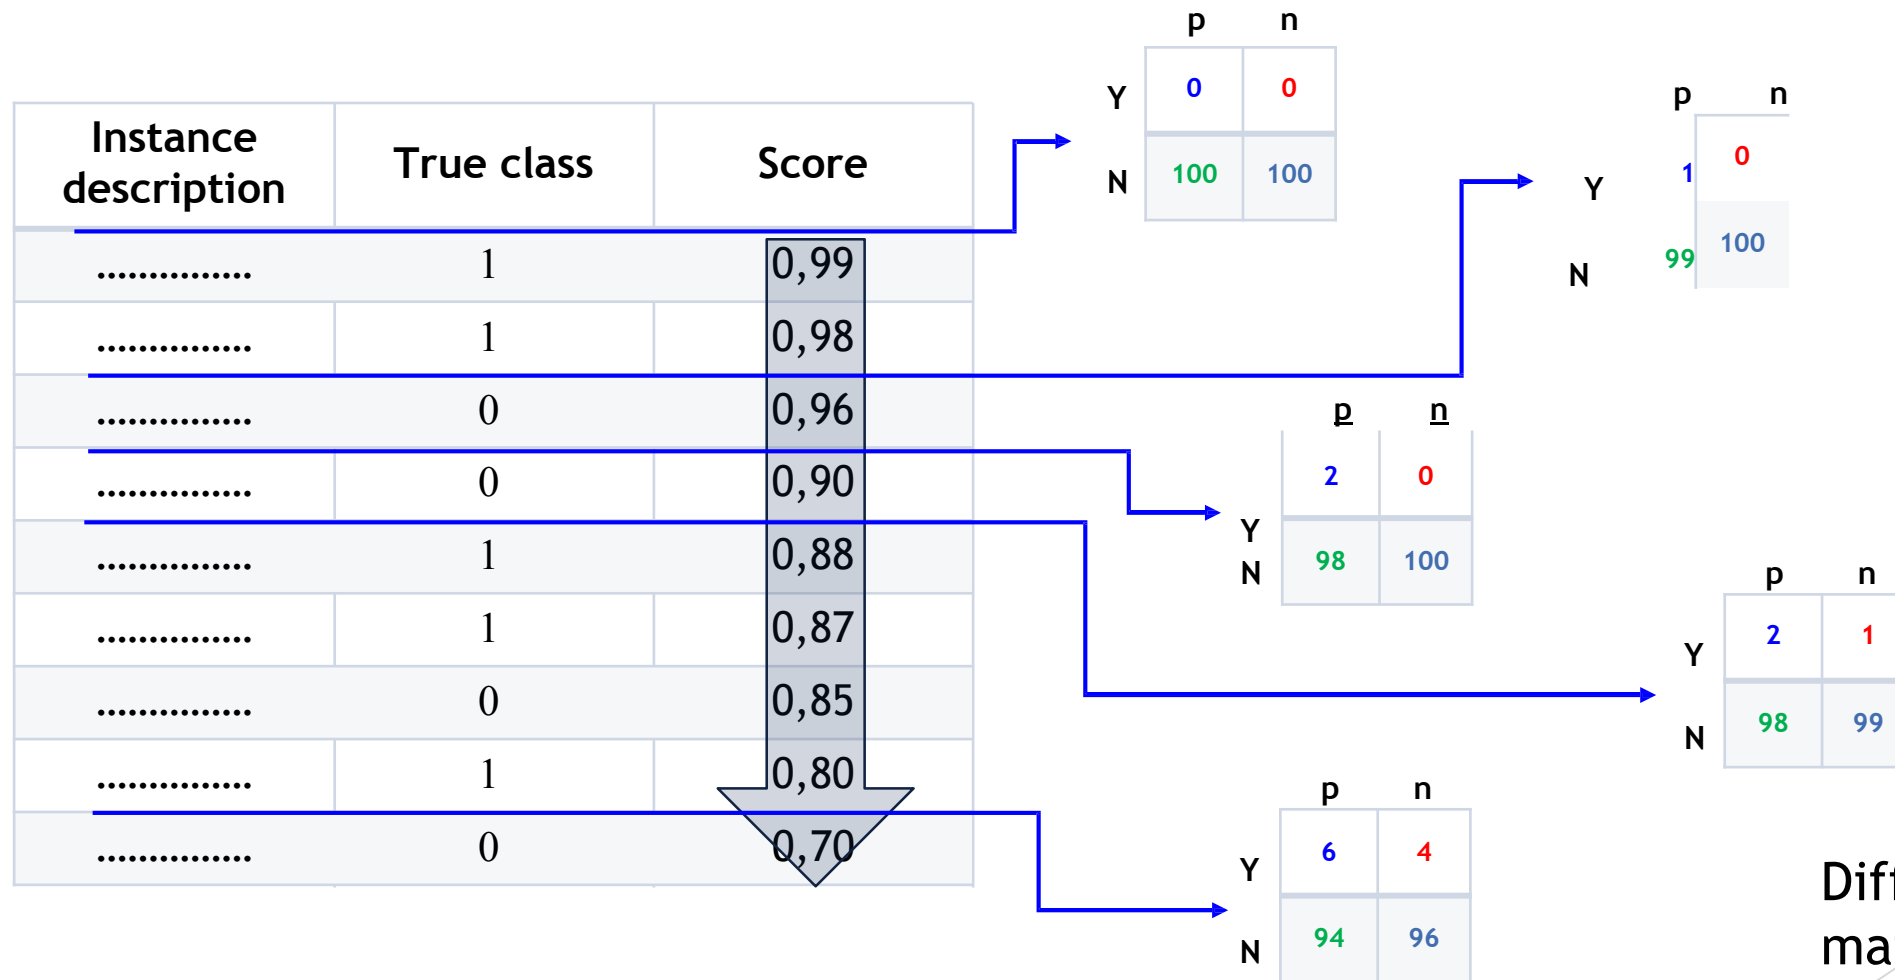 Instance description True class Score
............... 1 0,99
............... 1 0,98
............... 0 0,96
............... 0 0,90
............... 1 0,88
............... 1 0,87
............... 0 0,85
............... 1 0,80
............... 0 0,70
p n
Y 0 0
N 100 100
p n
Y 1 0
N 99 100
p n
Y 2 0
N 98 100
p n
Y 2 1
N 98 99
p n
Y 6 4
N 94 96